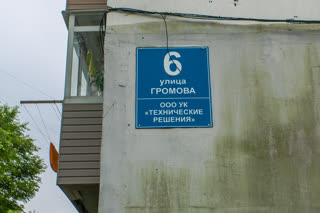 6
улица
ГРОМОВА
ООО УК
«ТЕХНИЧЕСКИЕ
РЕШЕНИЯ»